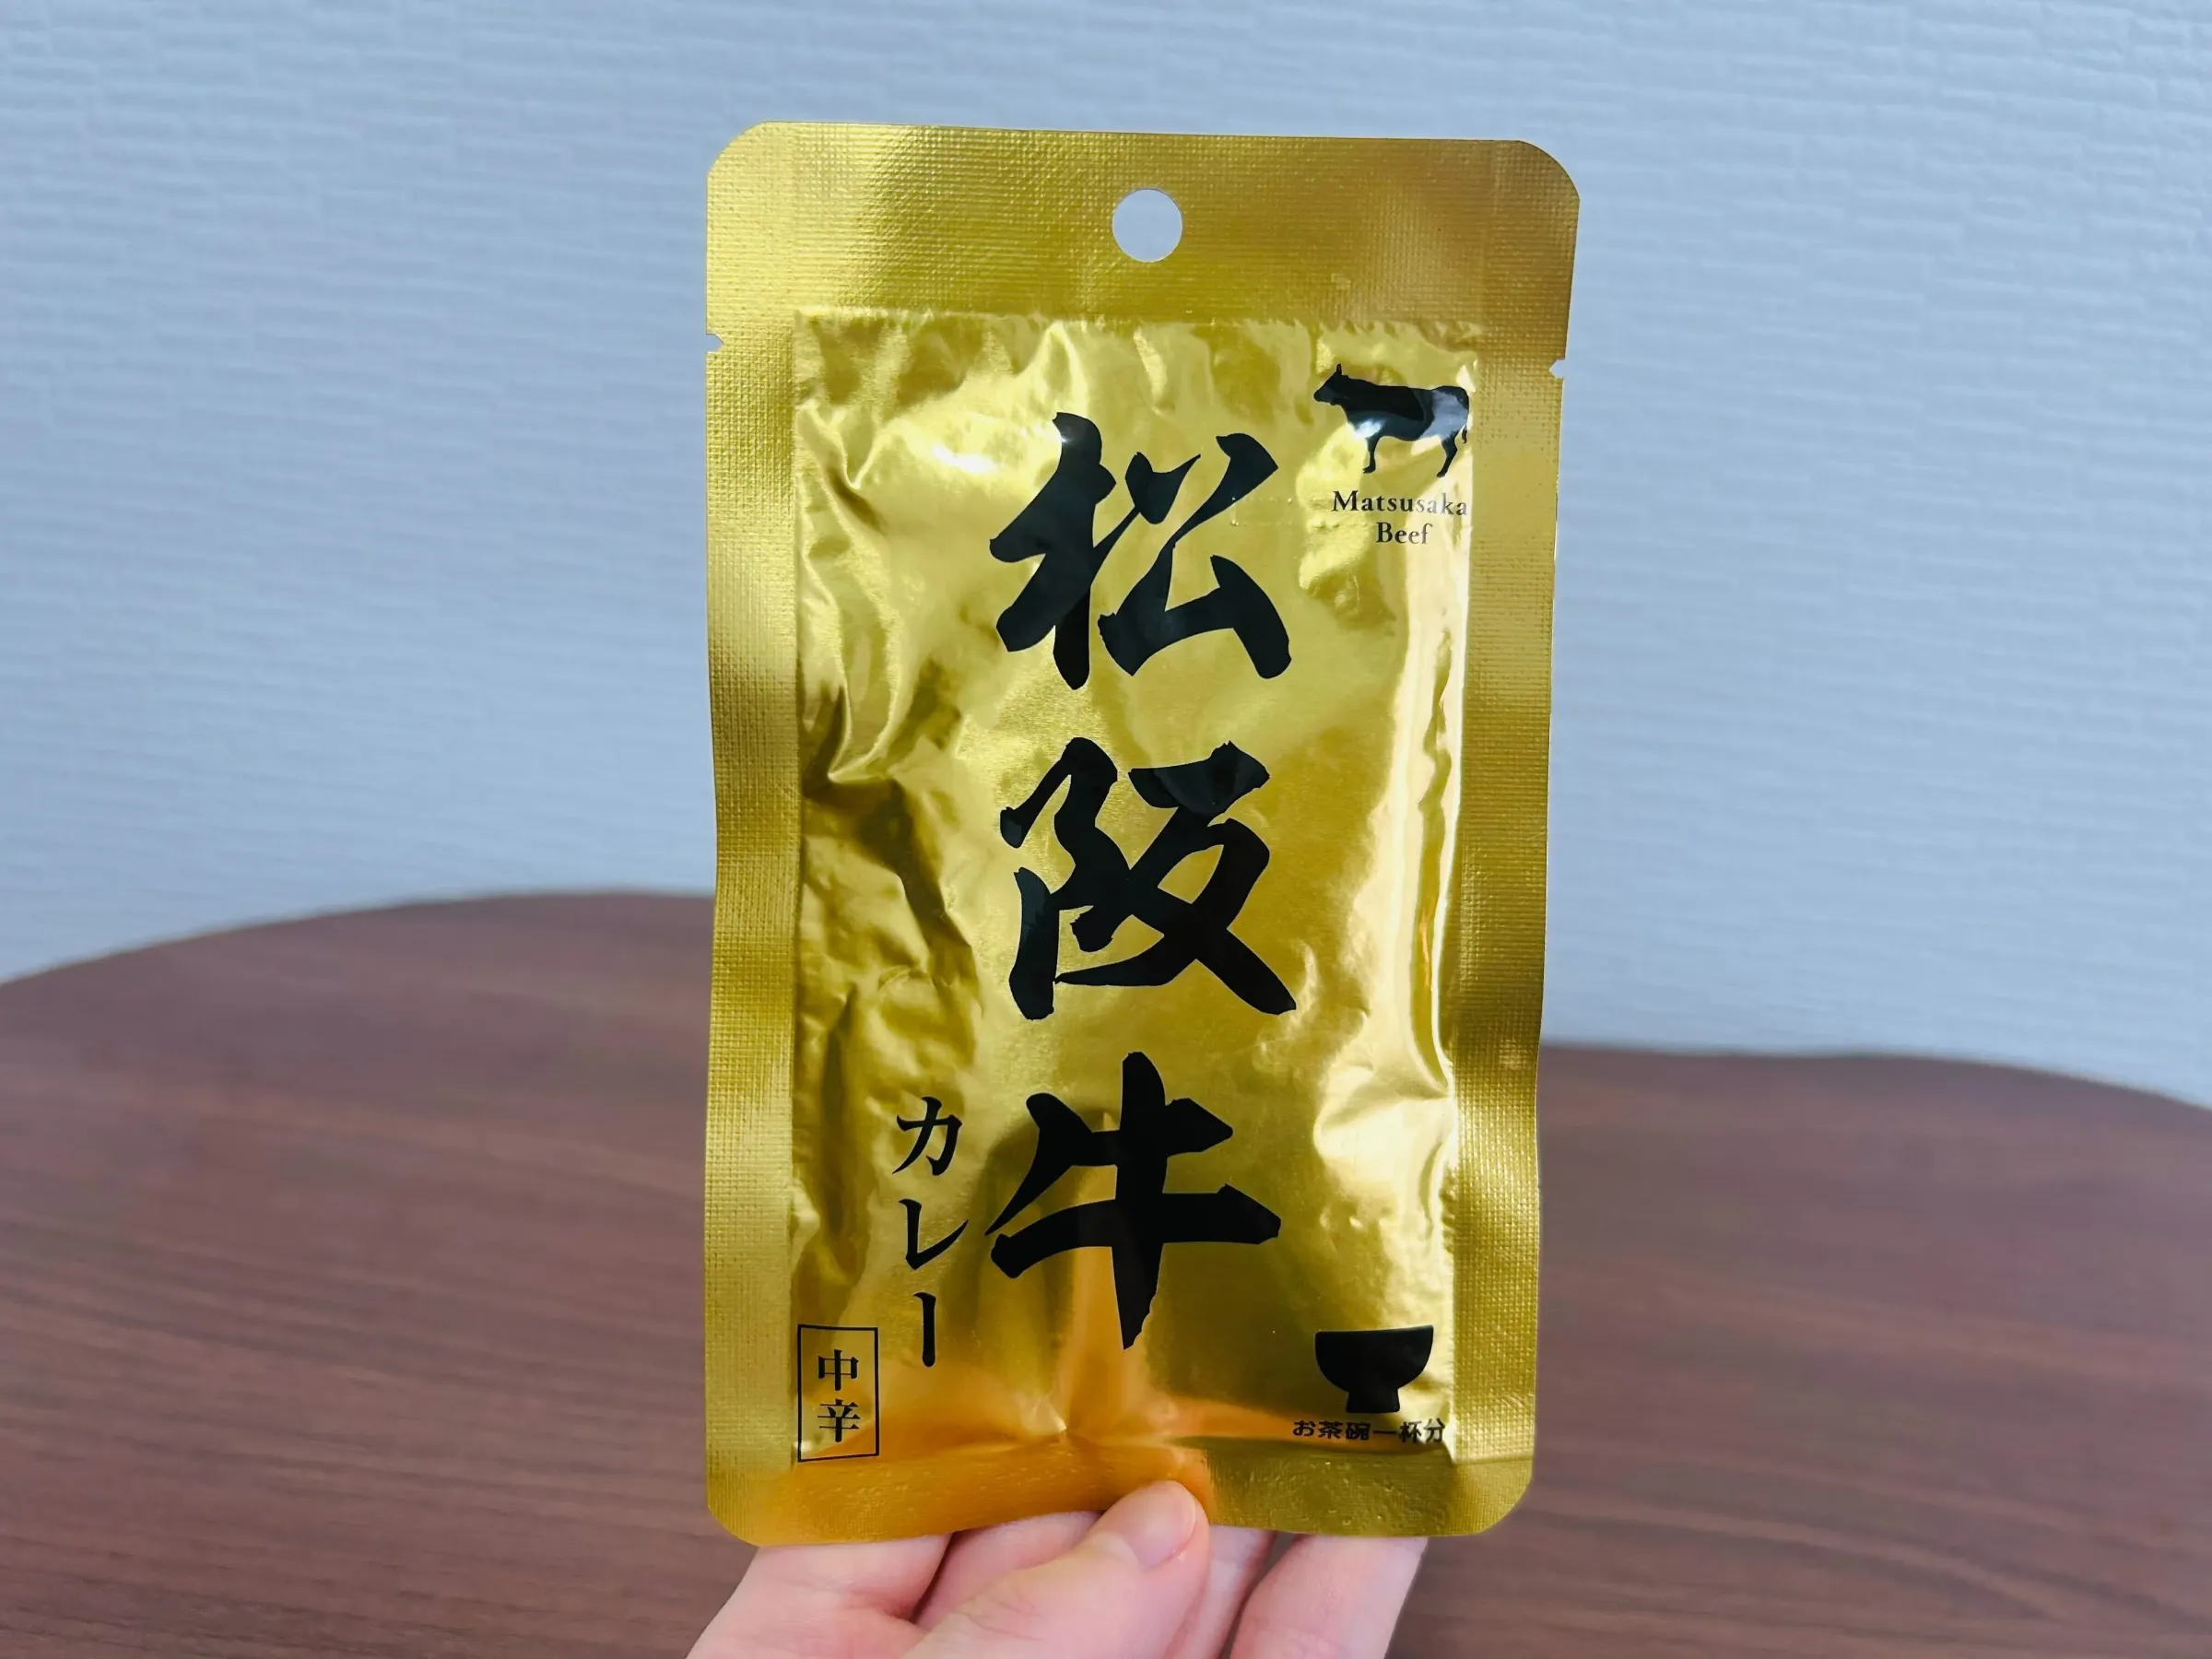 Matsusaka
Beef
松阪牛
カレー
中辛
お茶碗一杯分